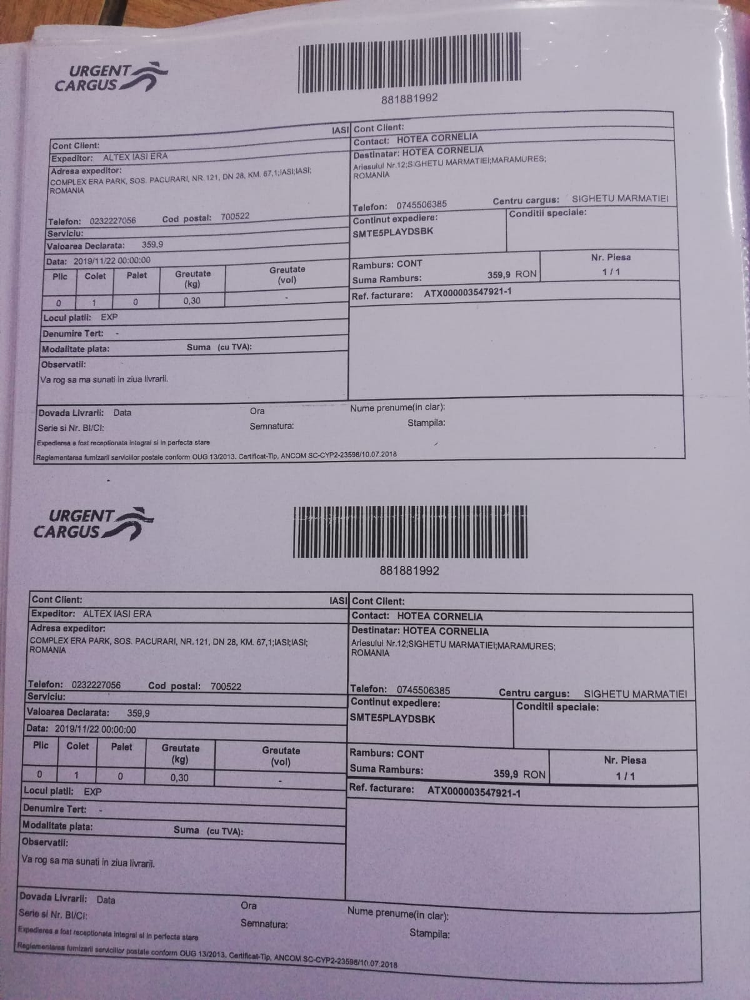 URGENT
CARGUS
881881992
Cont Client: IASI
Expeditor: ALTEX IASI ERA
Adresa expeditor:
COMPLEX ERA PARK, SOS. PACURARI, NR. 121, DN 28, KM. 67,1;IASI;IASI;
ROMANIA
Telefon: 0232227056 Cod postal: 700522
Serviciu:
Valoarea Declarata: 359,9
Data: 2019/11/22 00:00:00
Plic Colet Palet Greutate (kg) Greutate (vol)
0 1 0 0,30 -
Locul platii: EXP
Denumire Tert: -
Modalitate plata: Suma (cu TVA):
Observatii:
Va rog sa ma sunati in ziua livrarii.
Cont Client:
Contact: HOTEA CORNELIA
Destinatar: HOTEA CORNELIA
Ariesului Nr.12;SIGHETU MARMATIEI;MARAMURES;
ROMANIA
Telefon: 0745506385 Centru cargus: SIGHETU MARMATIEI
Continut expediere: Conditii speciale:
SMTE5PLAYDSBK
Ramburs: CONT Nr. Piesa
Suma Ramburs: 359,9 RON 1 / 1
Ref. facturare: ATX000003547921-1
Dovada Livrarii: Data Ora Nume prenume(in clar):
Serie si Nr. BI/CI: Semnatura: Stampila:
Expedierea a fost receptionata integral si in perfecta stare
Reglementarea furnizarii serviciilor postale conform OUG 13/2013. Certificat-Tip, ANCOM SC-CYP2-23598/10.07.2018
URGENT
CARGUS
881881992
Cont Client: IASI
Expeditor: ALTEX IASI ERA
Adresa expeditor:
COMPLEX ERA PARK, SOS. PACURARI, NR. 121, DN 28, KM. 67,1;IASI;IASI;
ROMANIA
Telefon: 0232227056 Cod postal: 700522
Serviciu:
Valoarea Declarata: 359,9
Data: 2019/11/22 00:00:00
Plic Colet Palet Greutate (kg) Greutate (vol)
0 1 0 0,30 -
Locul platii: EXP
Denumire Tert: -
Modalitate plata: Suma (cu TVA):
Observatii:
Va rog sa ma sunati in ziua livrarii.
Cont Client:
Contact: HOTEA CORNELIA
Destinatar: HOTEA CORNELIA
Ariesului Nr.12;SIGHETU MARMATIEI;MARAMURES;
ROMANIA
Telefon: 0745506385 Centru cargus: SIGHETU MARMATIEI
Continut expediere: Conditii speciale:
SMTE5PLAYDSBK
Ramburs: CONT Nr. Piesa
Suma Ramburs: 359,9 RON 1 / 1
Ref. facturare: ATX000003547921-1
Dovada Livrarii: Data Ora Nume prenume(in clar):
Serie si Nr. BI/CI: Semnatura: Stampila:
Expedierea a fost receptionata integral si in perfecta stare
Reglementarea furnizarii serviciilor postale conform OUG 13/2013. Certificat-Tip, ANCOM SC-CYP2-23598/10.07.2018